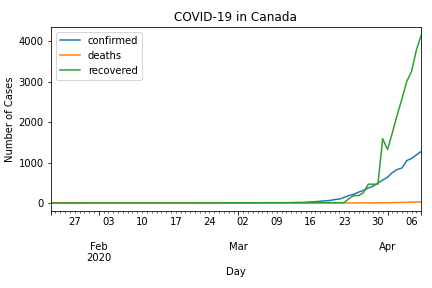 COVID-19 in Canada
confirmed
deaths
recovered
Number of Cases
4000
3000
2000
1000
0
27 03 10 17 24 02 09 16 23 30 06
Feb Mar Apr
2020
Day